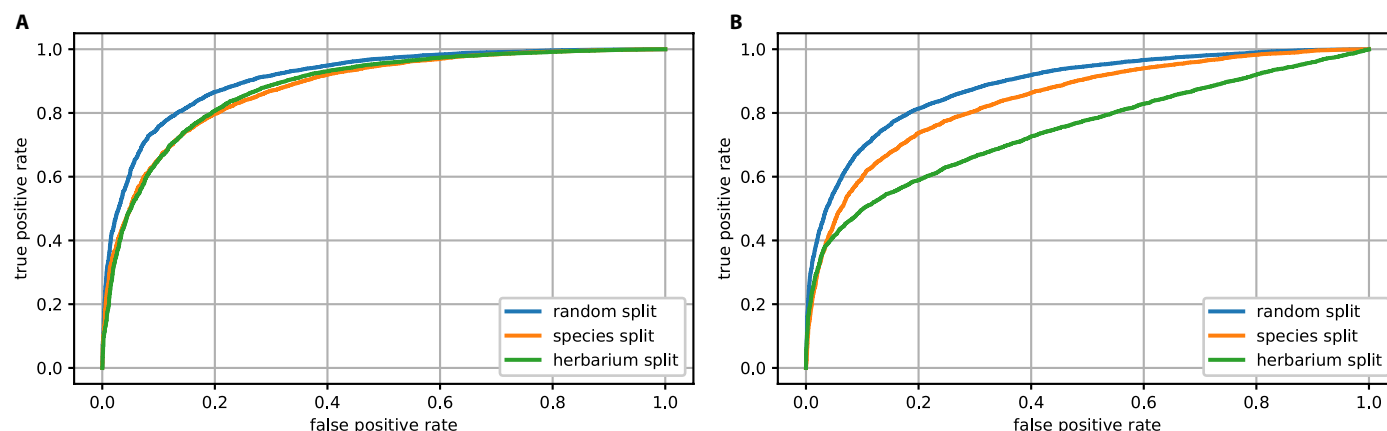 A
true positive rate
1.0
0.8
0.6
0.4
0.2
0.0
random split
species split
herbarium split
0.0 0.2 0.4 0.6 0.8 1.0
false positive rate
B
true positive rate
1.0
0.8
0.6
0.4
0.2
0.0
random split
species split
herbarium split
0.0 0.2 0.4 0.6 0.8 1.0
false positive rate